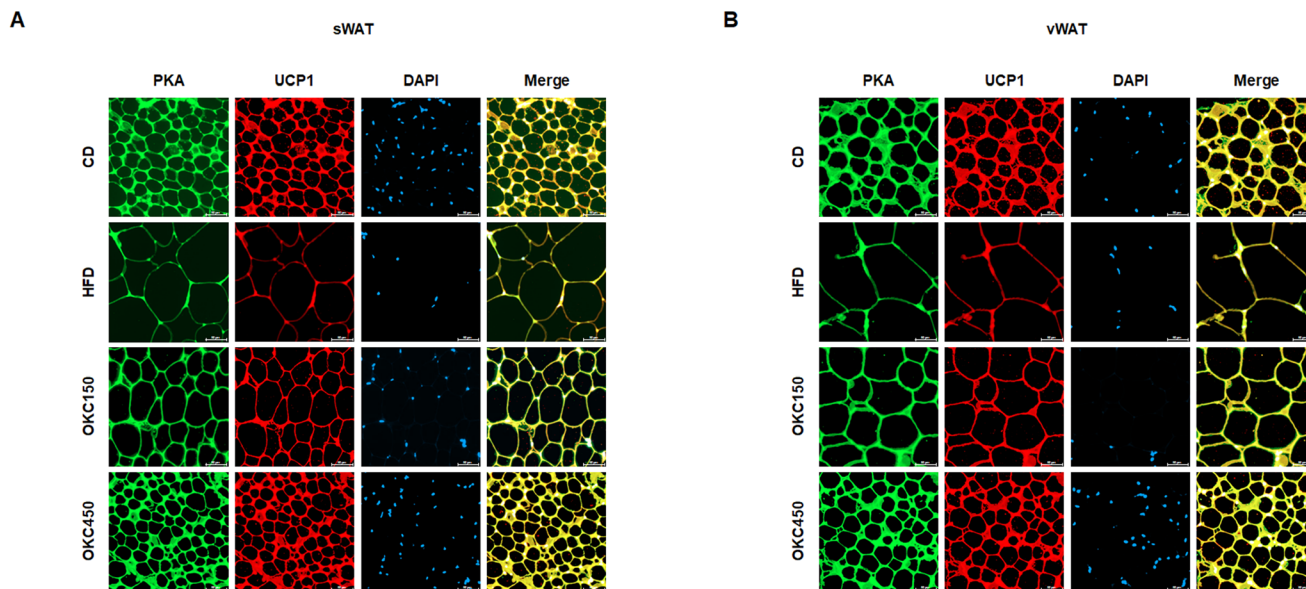 A
B
sWAT
vWAT
PKA UCP1 DAPI Merge
PKA UCP1 DAPI Merge
CD
CD
HFD
HFD
OKC150
OKC150
OKC450
OKC450